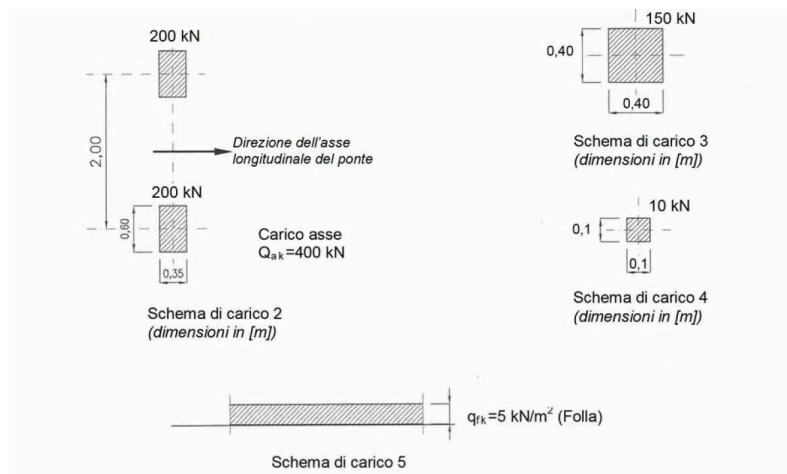 200 kN
2,00
Direzione dell'asse
longitudinale del ponte
200 kN
0,60
0,35
Carico asse
Qak=400 kN
Schema di carico 2
(dimensioni in [m])
150 kN
0,40
0,40
Schema di carico 3
(dimensioni in [m])
10 kN
0,1
0,1
Schema di carico 4
(dimensioni in [m])
qfk=5 kN/m² (Folla)
Schema di carico 5